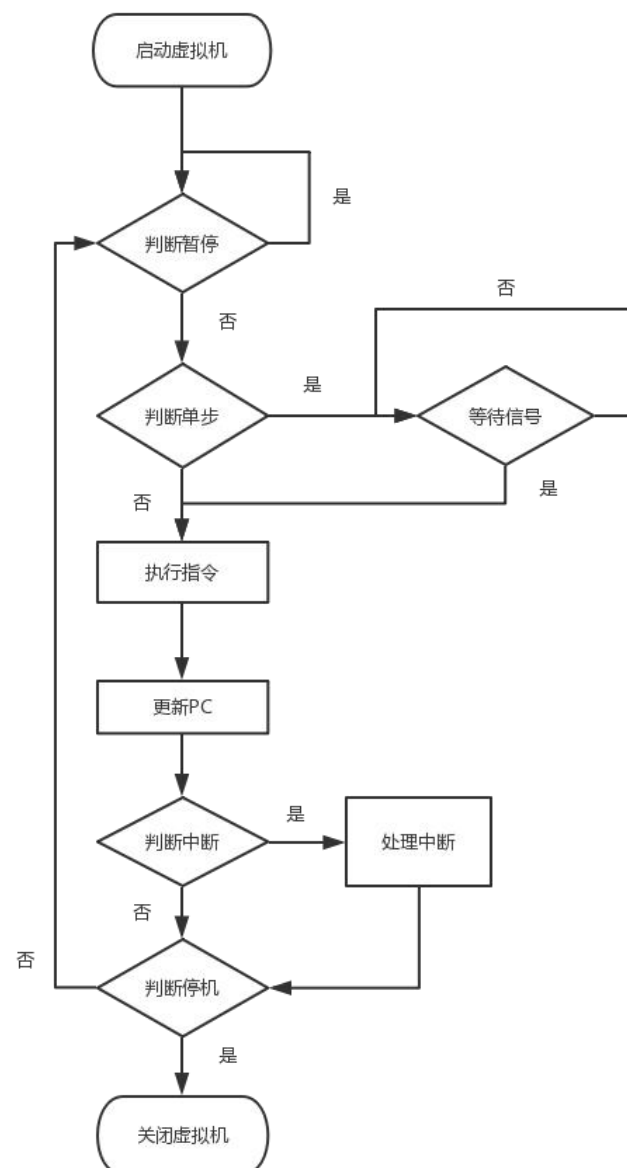 启动虚拟机
是
判断暂停
否
否
是
判断单步
等待信号
否
是
执行指令
更新PC
是
判断中断
处理中断
否
否
判断停机
是
关闭虚拟机